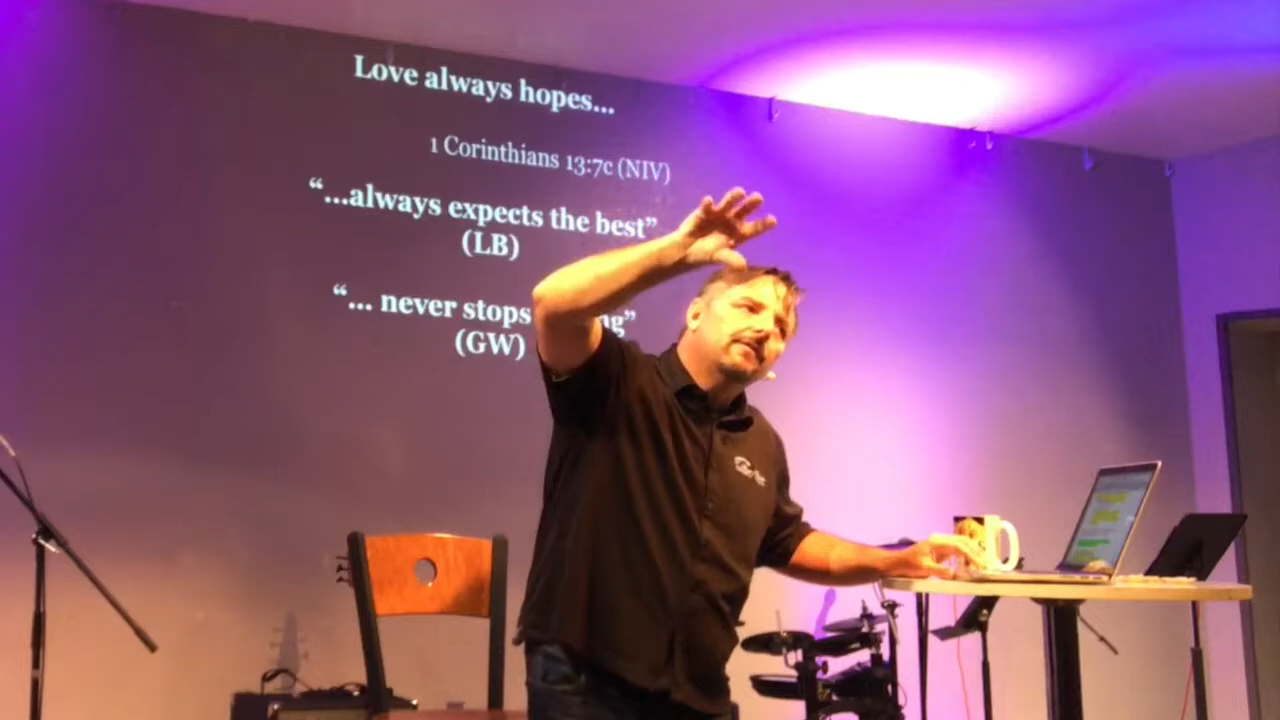 Love always hopes...
1 Corinthians 13:7c (NIV)
“...always expects the best”
(LB)
“... never stops
(GW)